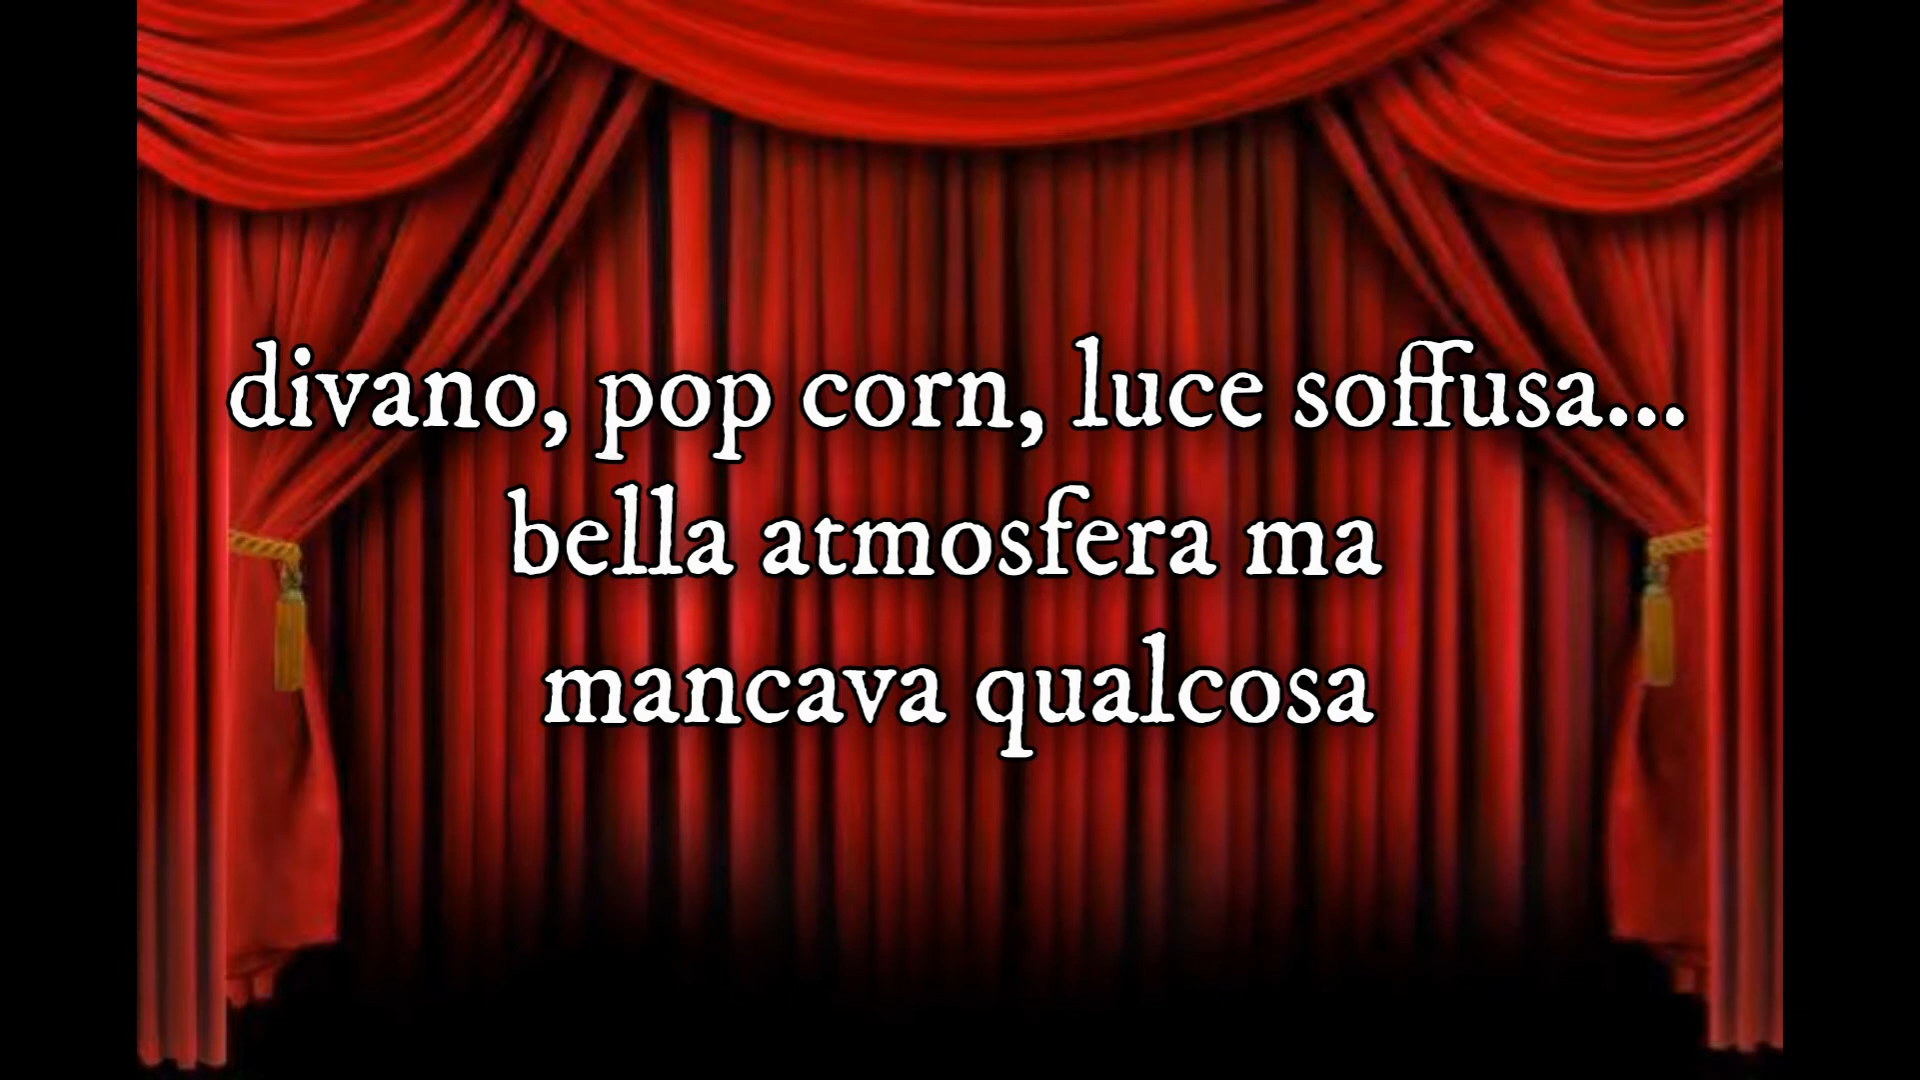 divano, pop corn, luce soffusa...
bella atmosfera ma
mancava qualcosa